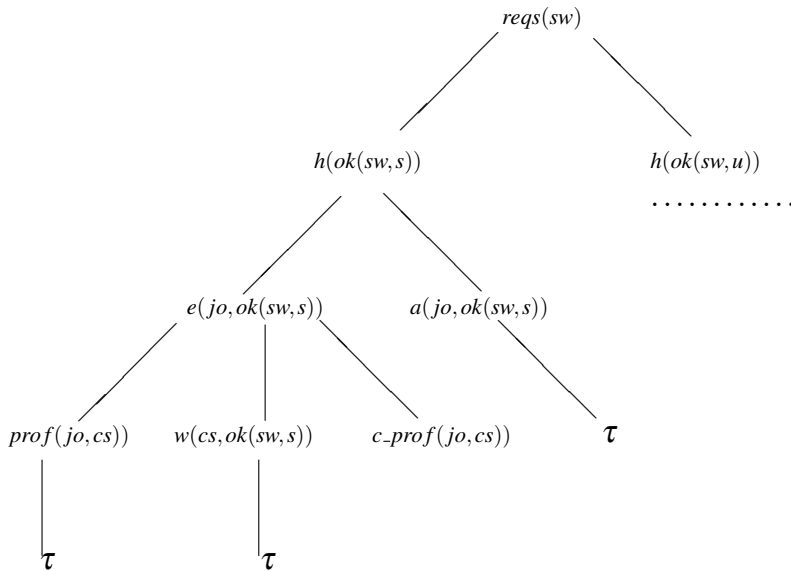 reqs(sw)
h(ok(sw,s)) h(ok(sw,u))
............
e(jo,ok(sw,s)) a(jo,ok(sw,s))
prof(jo,cs)) w(cs,ok(sw,s)) c_prof(jo,cs)) τ
τ τ